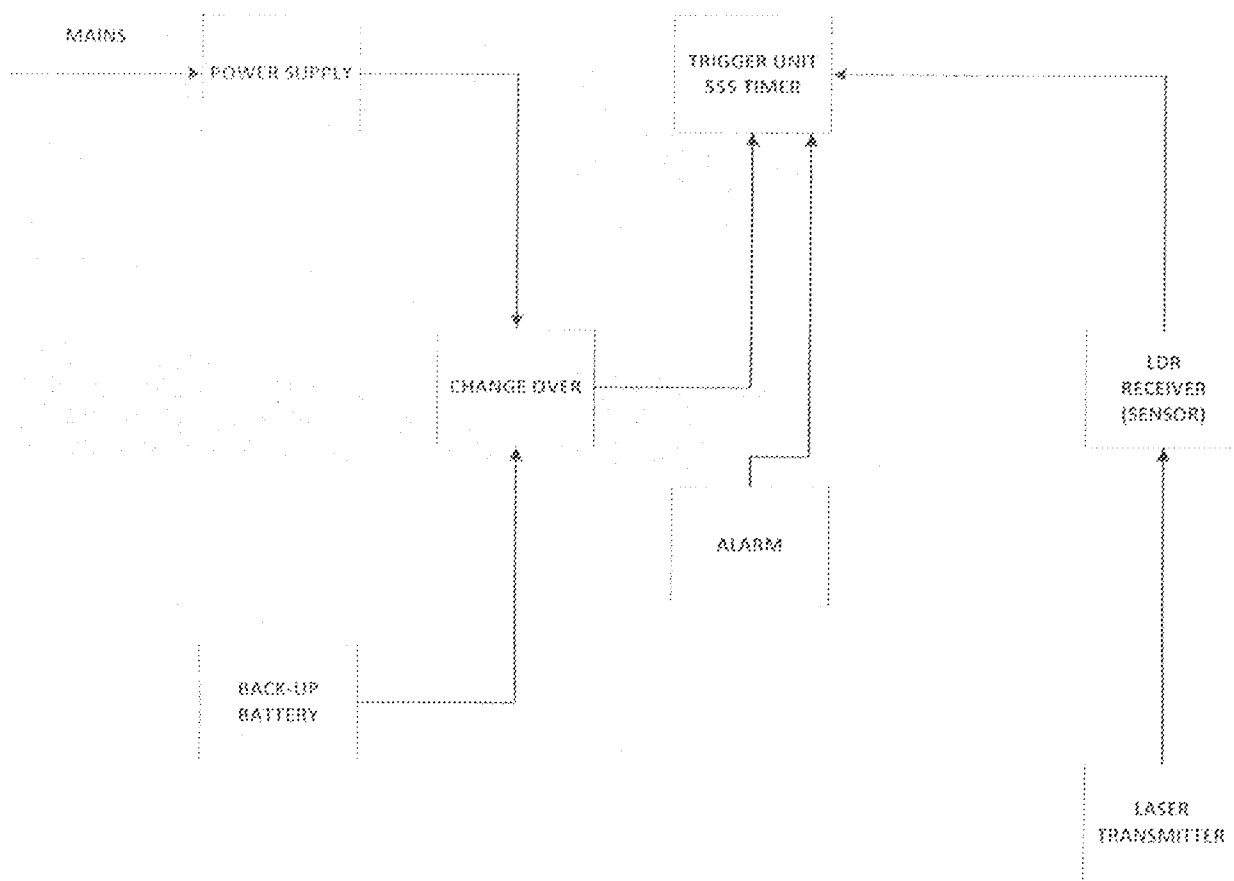 MAINS
POWER SUPPLY
TRIGGER UNIT
555 TIMER
CHANGE OVER
LDR
RECEIVER
(SENSOR)
ALARM
BACK-UP
BATTERY
LASER
TRANSMITTER